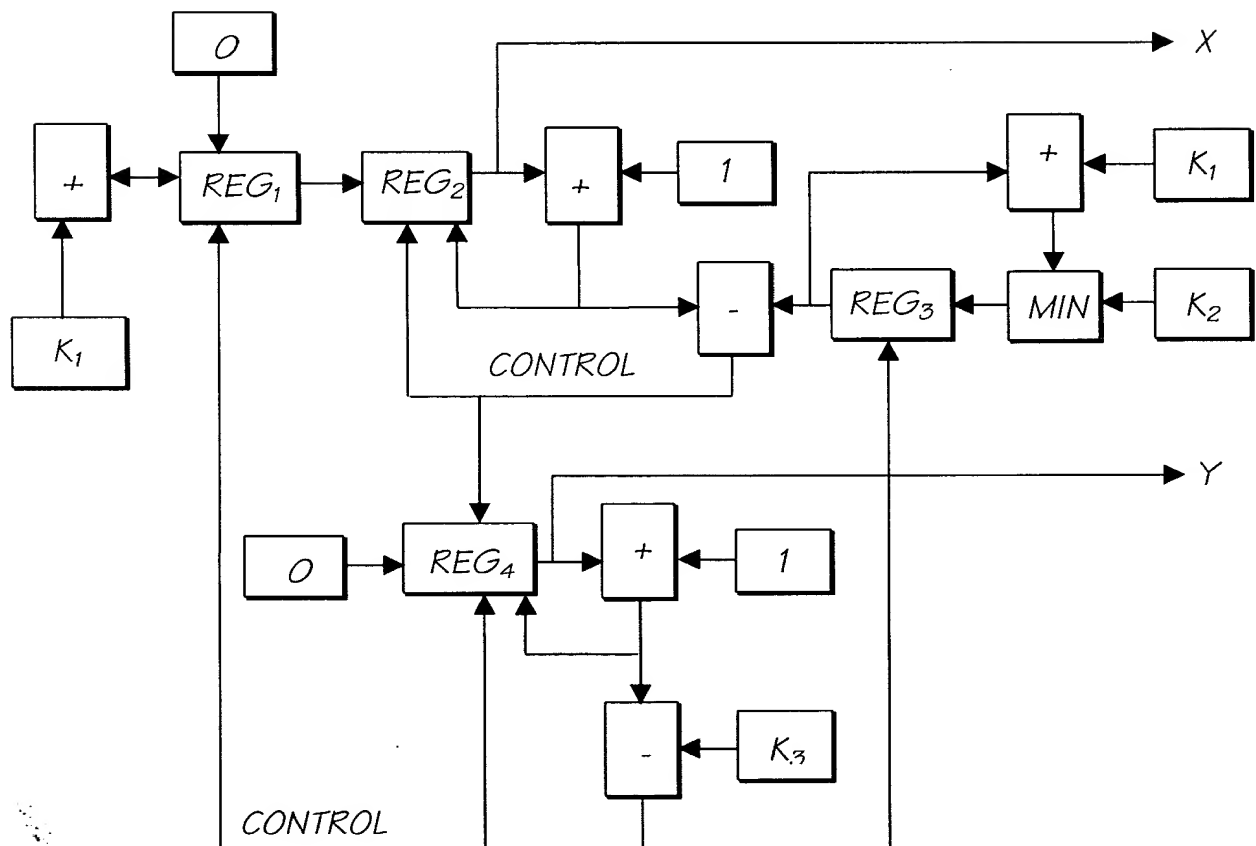 0
X
+
REG₁
REG₂
+
1
+
K₁
K₁
-
REG₃
MIN
K₂
CONTROL
Y
0
REG₄
+
1
-
K₃
CONTROL